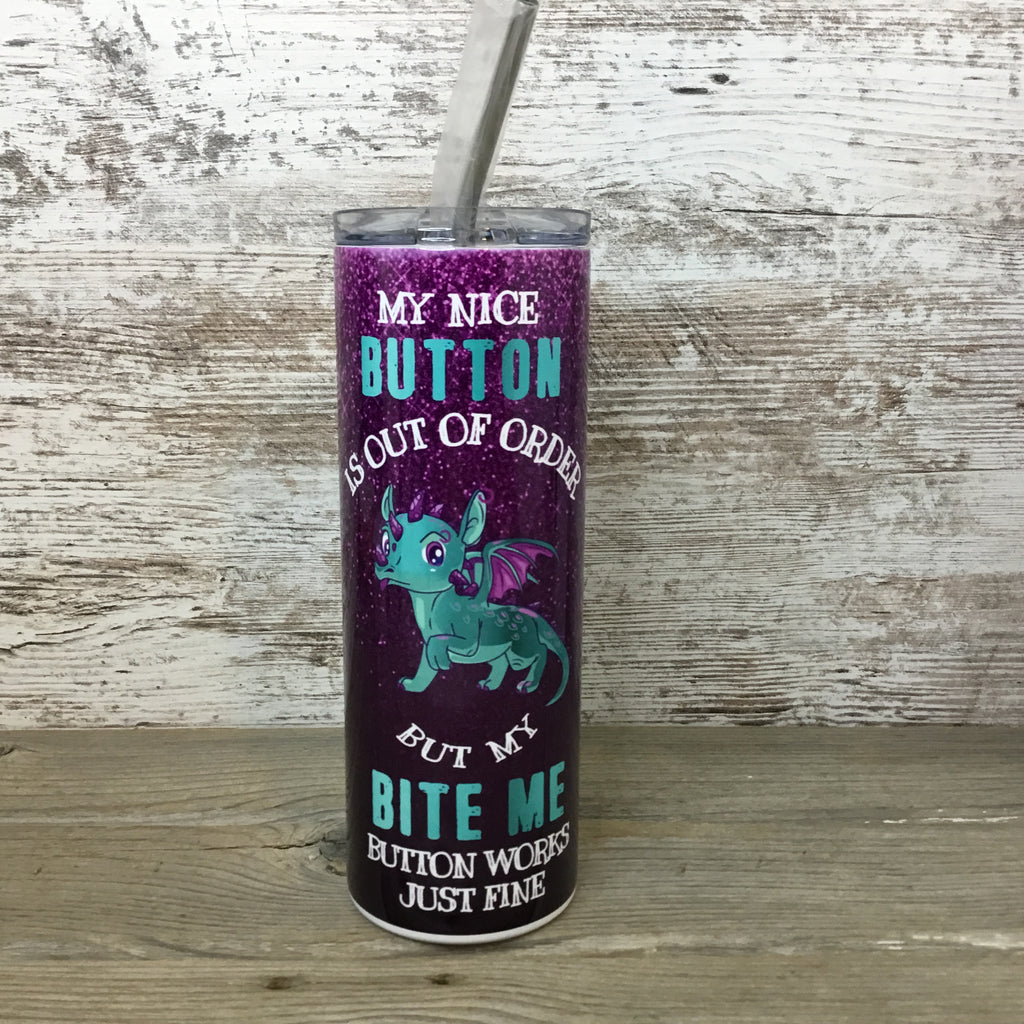 MY NICE
BUTTON
IS OUT OF ORDER
BUT MY
BITE ME
BUTTON WORKS
JUST FINE